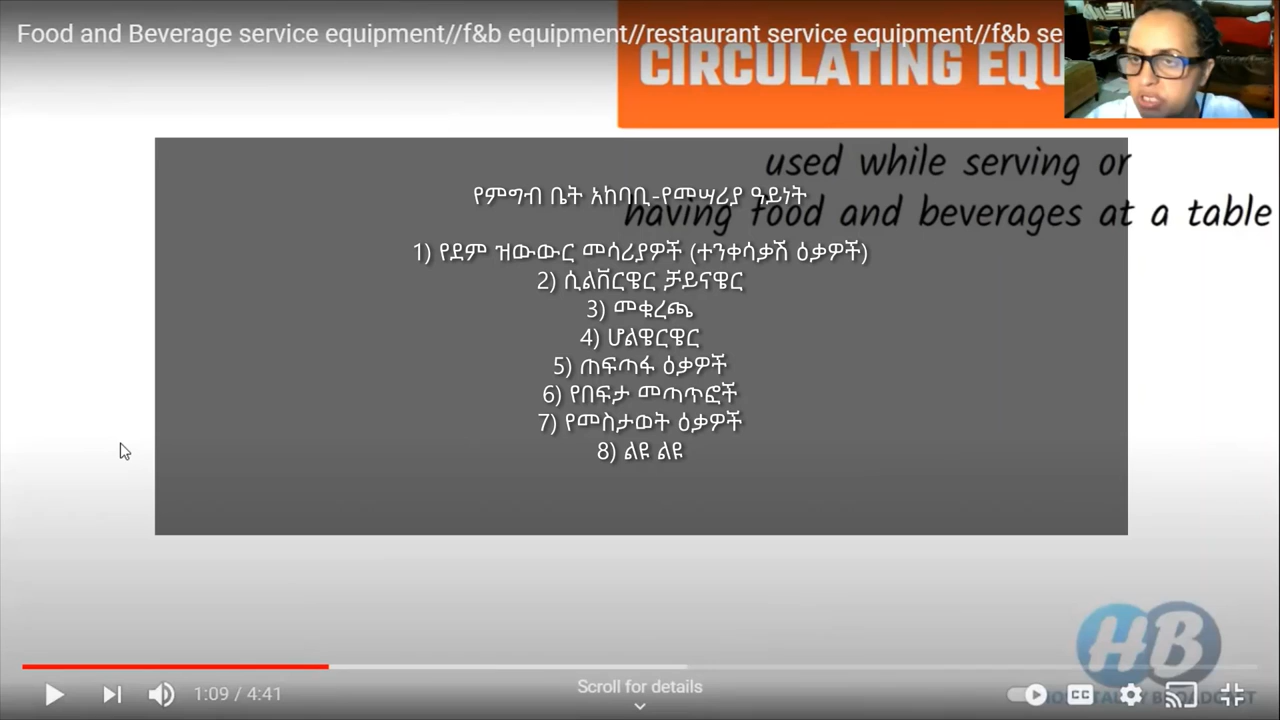 Food and Beverage service equipment//f&b equipment//restaurant service equipment//f&b se
CIRCULATING EQU
used while serving or
having food and beverages at a table
የምግብ ቤት አከባቢ-የመሣሪያ ዓይነት
1) የደም ዝውውር መሳሪያዎች (ተንቀሳቃሽ ዕቃዎች)
2) ሲልቨርዌር ቻይናዌር
3) መቁረጫ
4) ሆልዌርዌር
5) ጠፍጣፋ ዕቃዎች
6) የበፍታ መጣጥፎች
7) የመስታወት ዕቃዎች
8) ልዩ ልዩ
HB
1:09 / 4:41
Scroll for details
CC